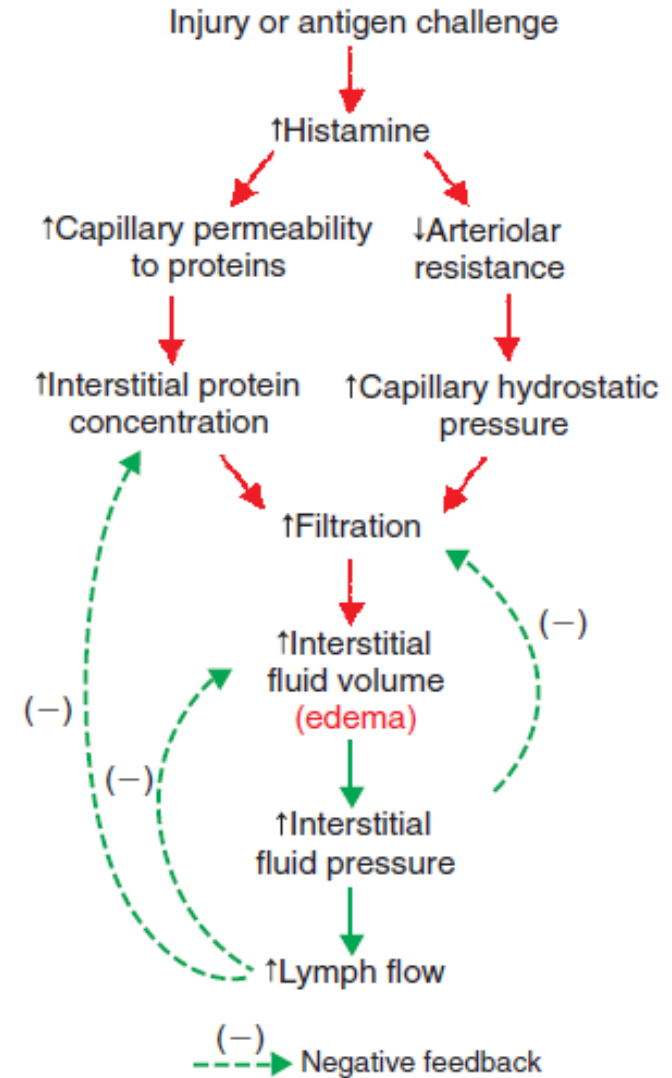 Injury or antigen challenge
↑Histamine
↑Capillary permeability
to proteins
↓Arteriolar
resistance
↑Interstitial protein
concentration
↑Capillary hydrostatic
pressure
↑Filtration
(−)
↑Interstitial
fluid volume
(edema)
(−)
(−)
↑Interstitial
fluid pressure
↑Lymph flow
(−)
Negative feedback